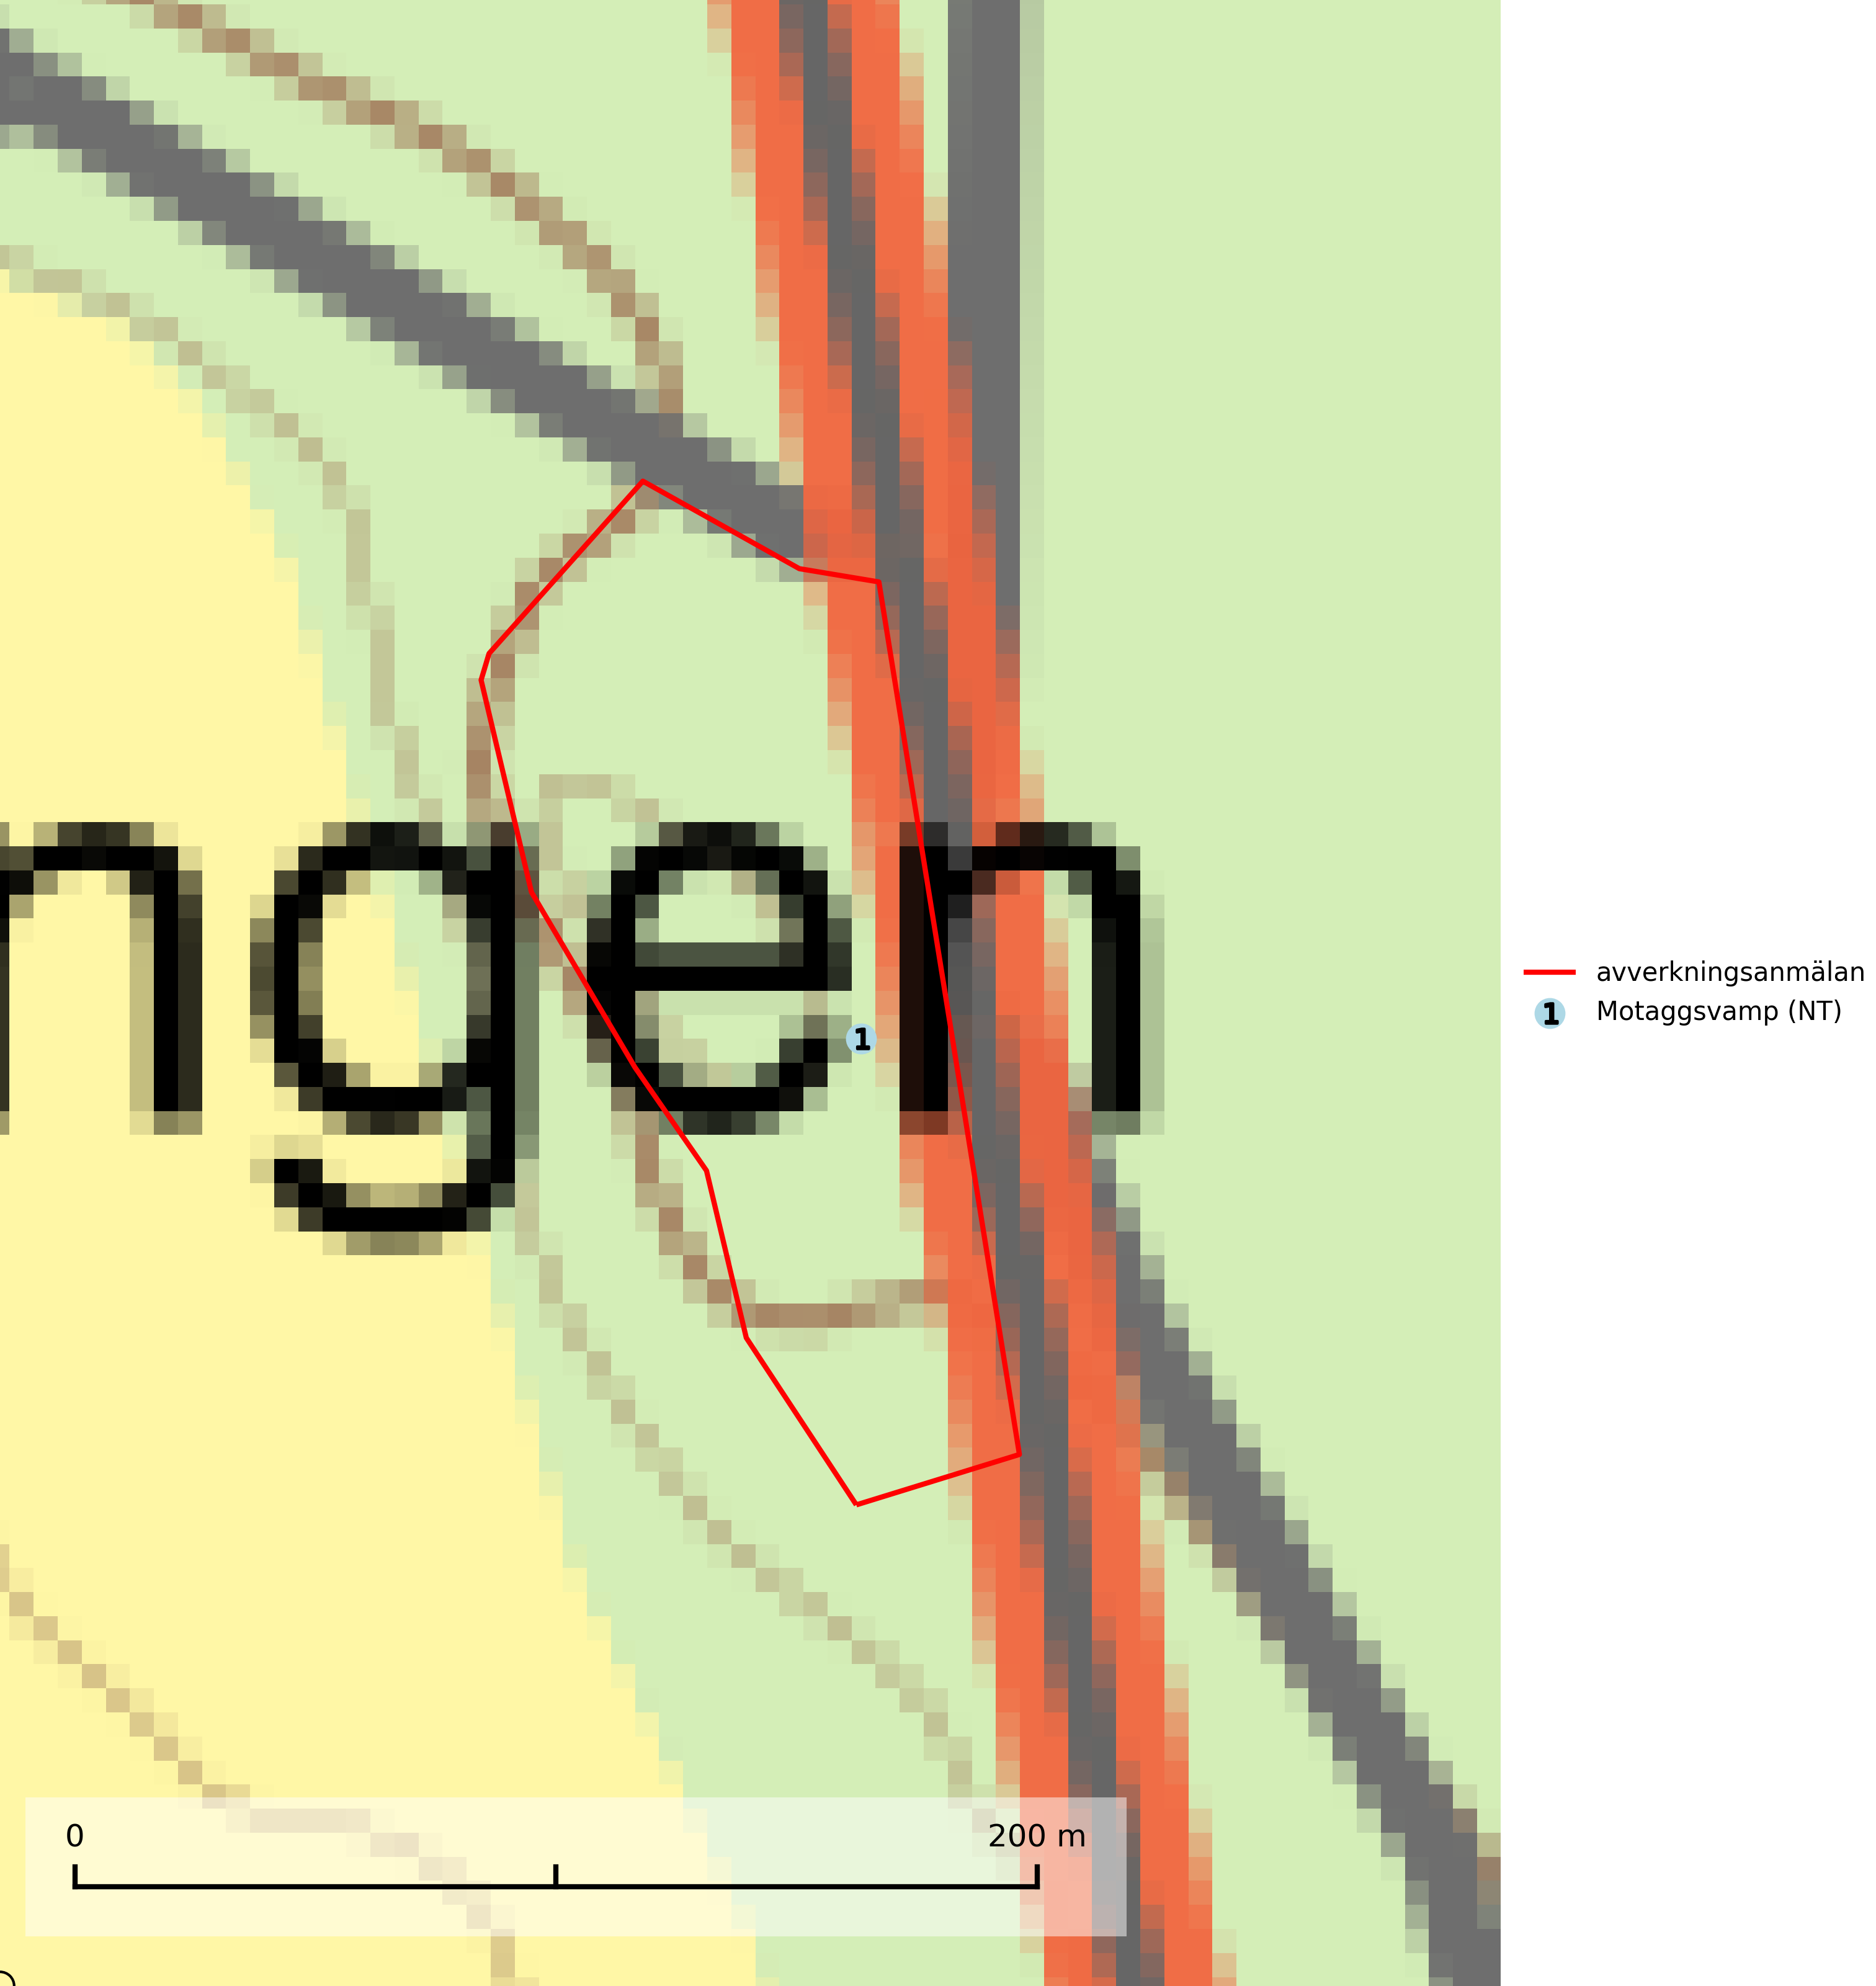 ngen
1
avverkningsanmälan
1 Motaggsvamp (NT)
0 200 m